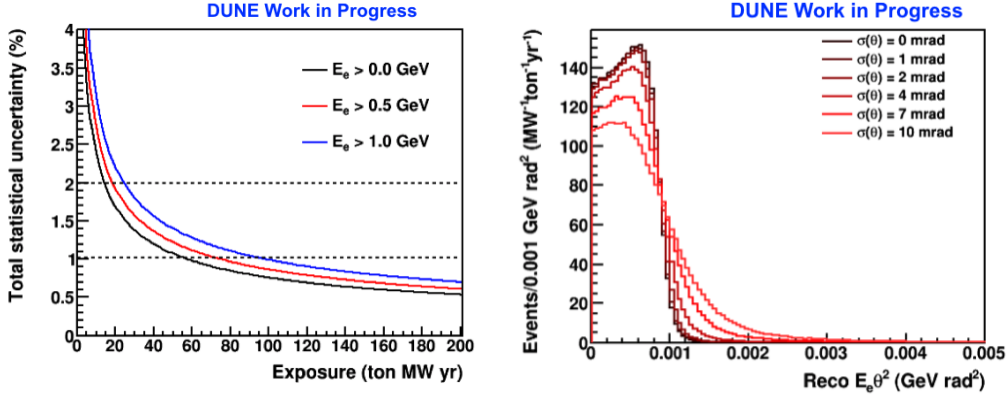 DUNE Work in Progress
Total statistical uncertainty (%)
4
3.5
3
2.5
2
1.5
1
0.5
0
E_e > 0.0 GeV
E_e > 0.5 GeV
E_e > 1.0 GeV
0 20 40 60 80 100 120 140 160 180 200
Exposure (ton MW yr)
DUNE Work in Progress
Events/0.001 GeV rad² (MW⁻¹ton⁻¹yr⁻¹)
140
120
100
80
60
40
20
0
σ(θ) = 0 mrad
σ(θ) = 1 mrad
σ(θ) = 2 mrad
σ(θ) = 4 mrad
σ(θ) = 7 mrad
σ(θ) = 10 mrad
0 0.001 0.002 0.003 0.004 0.005
Reco E_eθ² (GeV rad²)